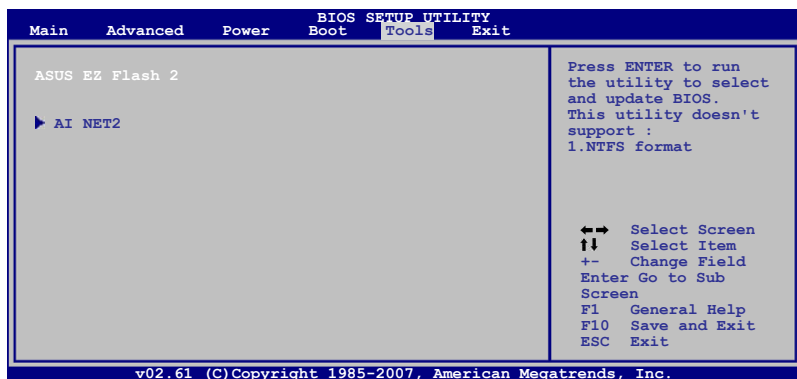 BIOS SETUP UTILITY
Main Advanced Power Boot Tools Exit
ASUS EZ Flash 2
AI NET2
Press ENTER to run
the utility to select
and update BIOS.
This utility doesn't
support :
1.NTFS format
←→ Select Screen
↑↓ Select Item
+- Change Field
Enter Go to Sub
Screen
F1 General Help
F10 Save and Exit
ESC Exit
v02.61 (C)Copyright 1985-2007, American Megatrends, Inc.